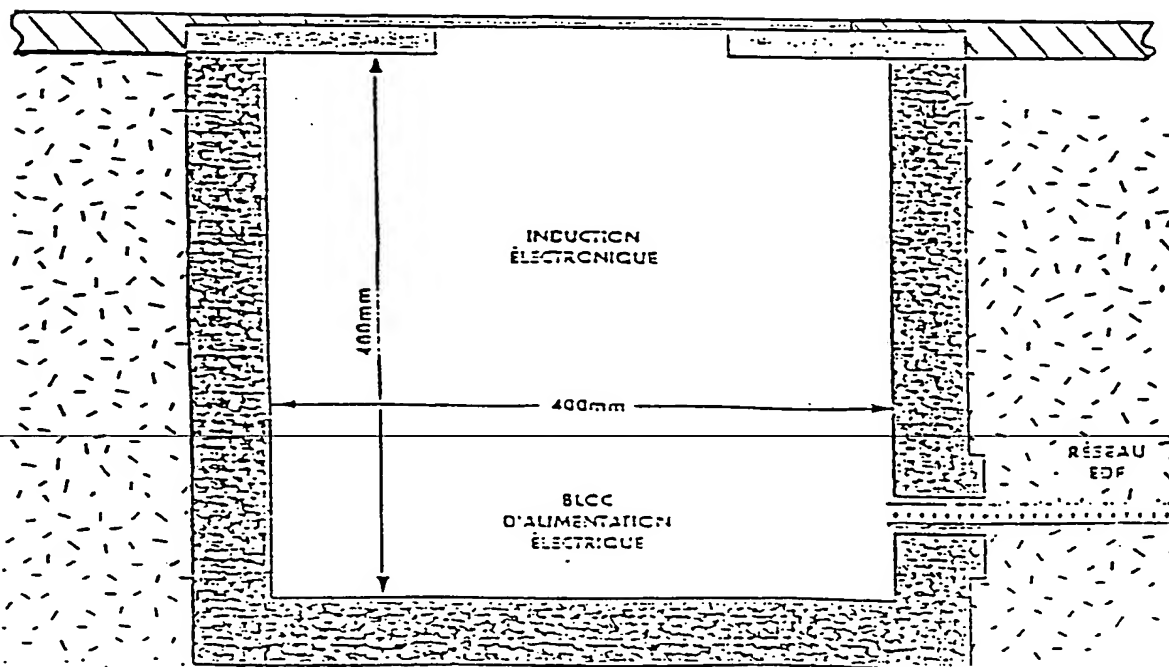 INDUCTION
ÉLECTRONIQUE
400mm
400mm
RÉSEAU
EDF
BLOC
D'ALIMENTATION
ÉLECTRIQUE